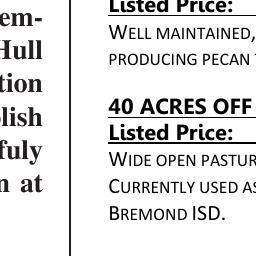 em-
Hull
tion
lish
fuly
n at
Listed Price:
WELL MAINTAINED,
PRODUCING PECAN
40 ACRES OFF
Listed Price:
WIDE OPEN PASTUR
CURRENTLY USED AS
BREMOND ISD.